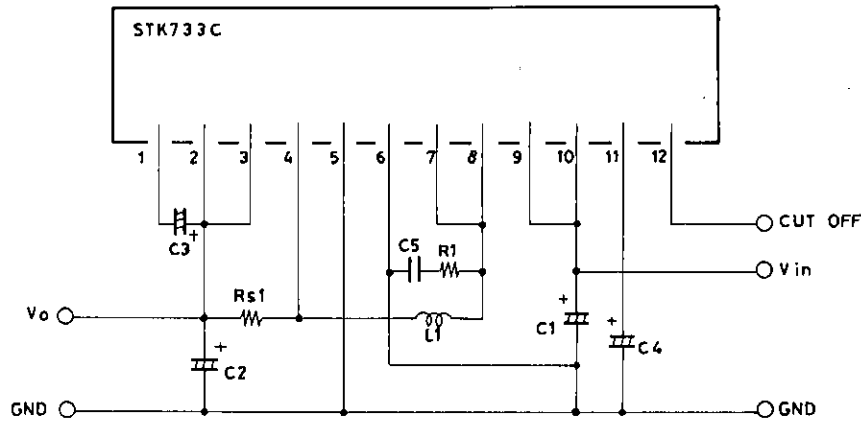 STK733C
1 2 3 4 5 6 7 8 9 10 11 12
C3 +
CUT OFF
C5 R1
Vin
Vo
Rs1
L1
+
C1
+
C4
+
C2
GND
GND